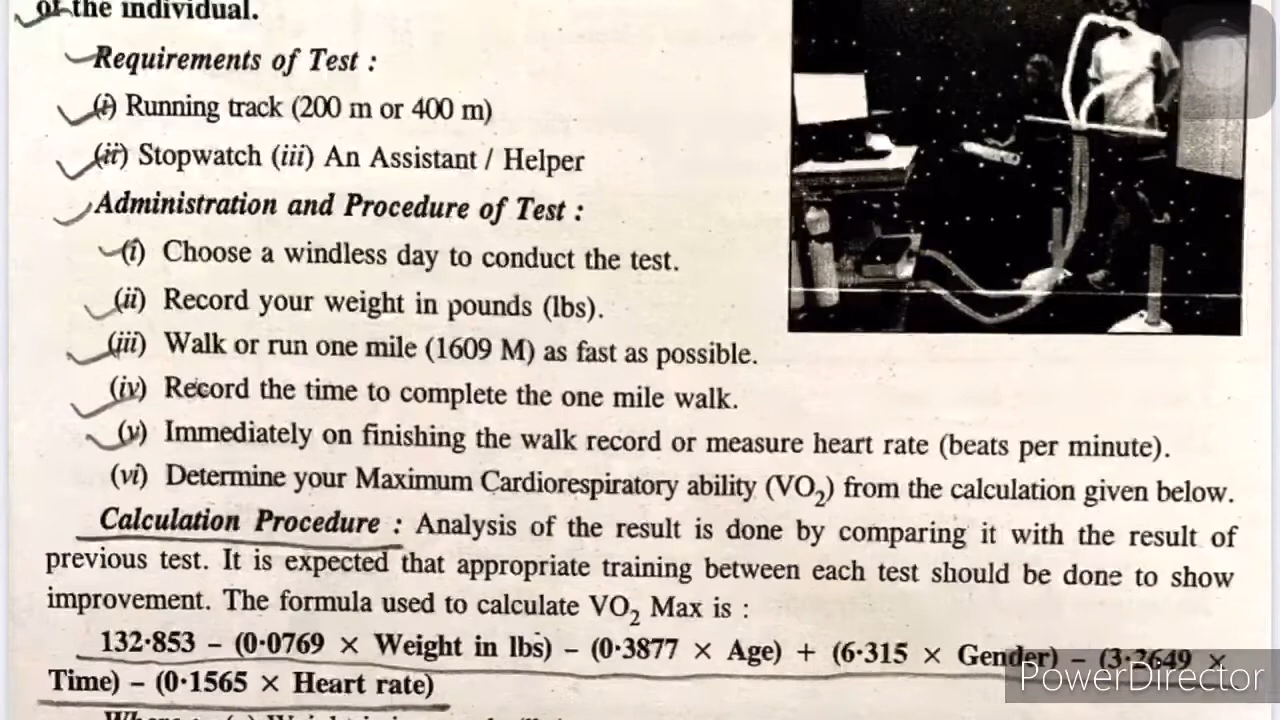 of the individual.
Requirements of Test :
(i) Running track (200 m or 400 m)
(ii) Stopwatch (iii) An Assistant / Helper
Administration and Procedure of Test :
(i) Choose a windless day to conduct the test.
(ii) Record your weight in pounds (lbs).
(iii) Walk or run one mile (1609 M) as fast as possible.
(iv) Record the time to complete the one mile walk.
(v) Immediately on finishing the walk record or measure heart rate (beats per minute).
(vi) Determine your Maximum Cardiorespiratory ability (VO₂) from the calculation given below.
Calculation Procedure : Analysis of the result is done by comparing it with the result of
previous test. It is expected that appropriate training between each test should be done to show
improvement. The formula used to calculate VO₂ Max is :
132·853 – (0·0769 × Weight in lbs) – (0·3877 × Age) + (6·315 × Gender) – (3·2649 ×
Time) – (0·1565 × Heart rate)
PowerDirector